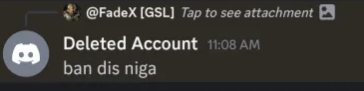 @FadeX [GSL] Tap to see attachment
Deleted Account 11:08 AM
ban dis niga